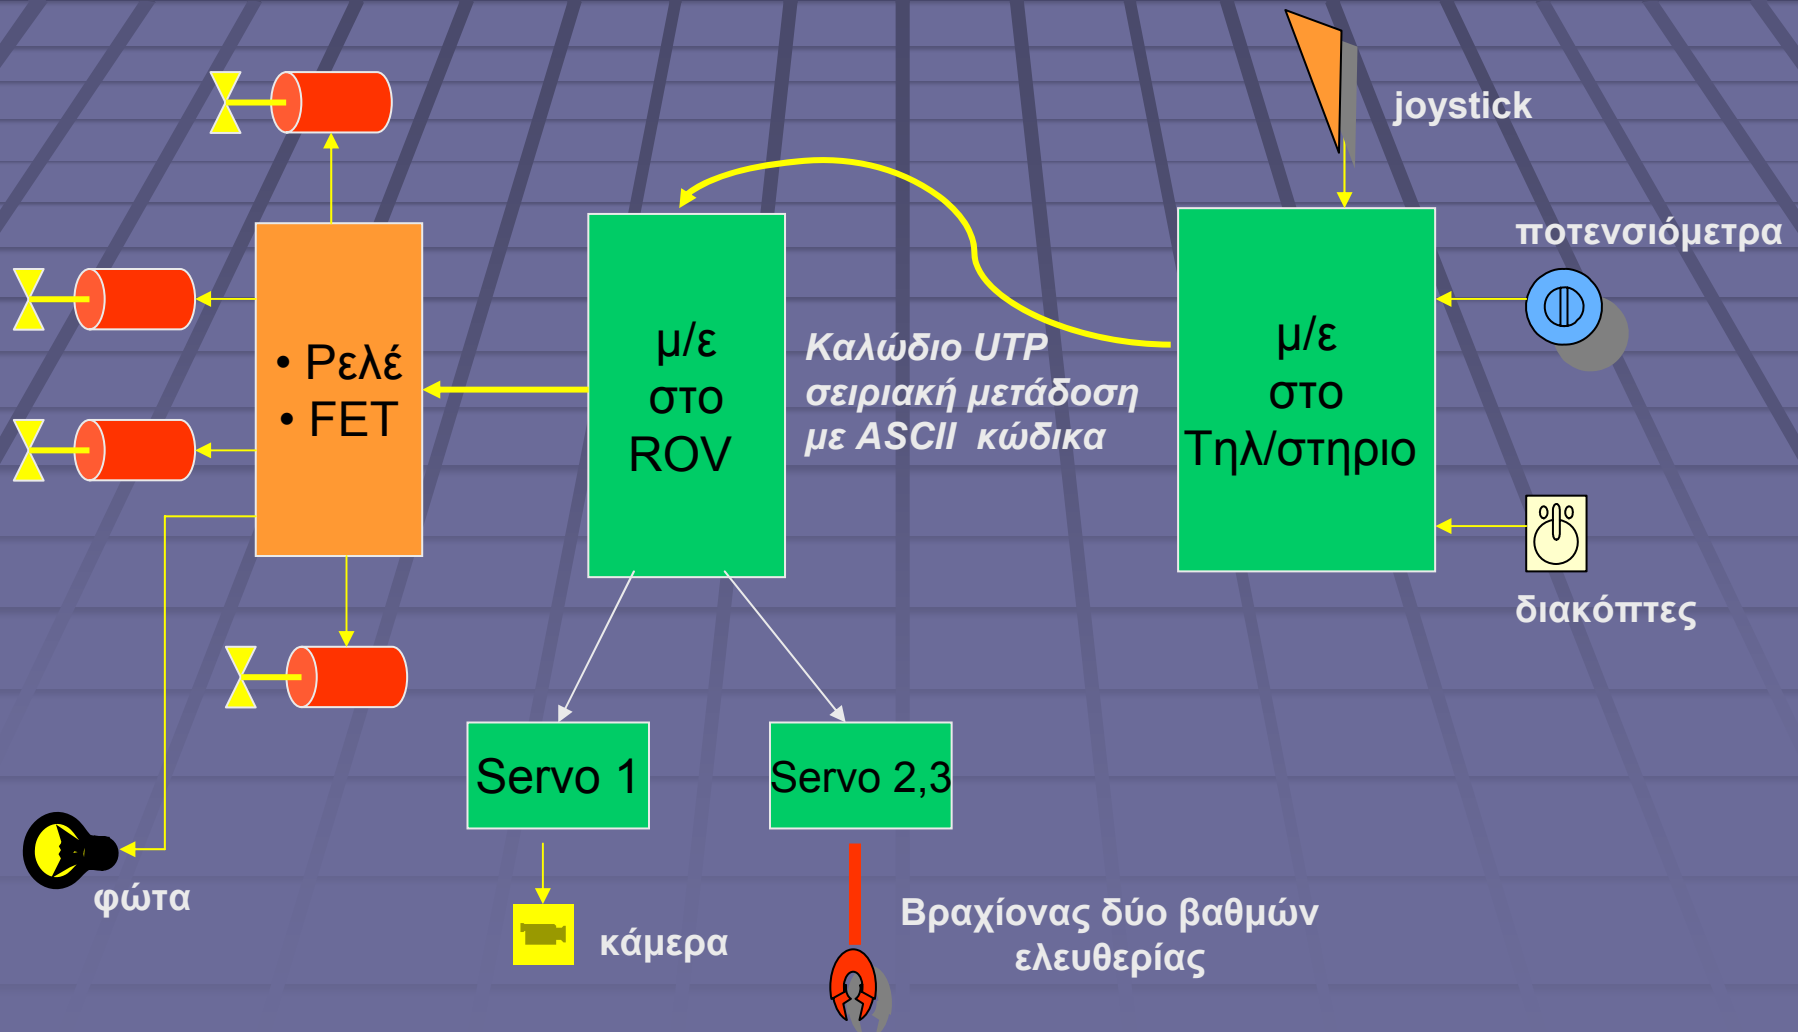 joystick
ποτενσιόμετρα
μ/ε
στο
Τηλ/στηριο
διακόπτες
Καλώδιο UTP
σειριακή μετάδοση
με ASCII κώδικα
μ/ε
στο
ROV
• Ρελέ
• FET
Servo 1
Servo 2,3
φώτα
κάμερα
Βραχίονας δύο βαθμών
ελευθερίας